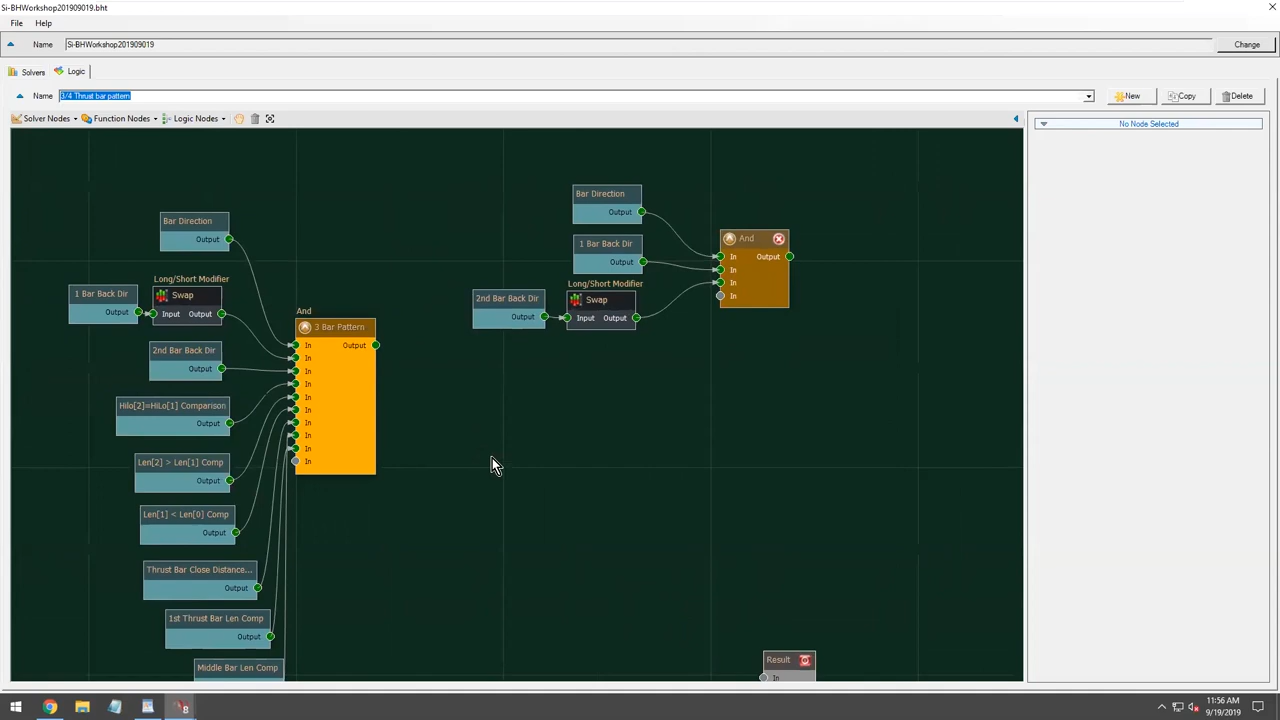 Si-BHWorkshop201909019.bht
File Help
Name Si-BHWorkshop201909019 Change
Solvers Logic
Name 3/4 Thrust bar pattern New Copy Delete
Solver Nodes Function Nodes Logic Nodes
No Node Selected
Bar Direction
Output
Long/Short Modifier
1 Bar Back Dir
Output
Swap
Input Output
2nd Bar Back Dir
Output
Hilo[2]=HiLo[1] Comparison
Output
Len[2] > Len[1] Comp
Output
Len[1] < Len[0] Comp
Output
Thrust Bar Close Distance...
Output
1st Thrust Bar Len Comp
Output
Middle Bar Len Comp
And
3 Bar Pattern
In Output
In
In
In
In
In
In
In
In
In
Bar Direction
Output
1 Bar Back Dir
Output
Long/Short Modifier
2nd Bar Back Dir
Output
Swap
Input Output
And
In Output
In
In
In
Result
In
8
11:56 AM
9/19/2019